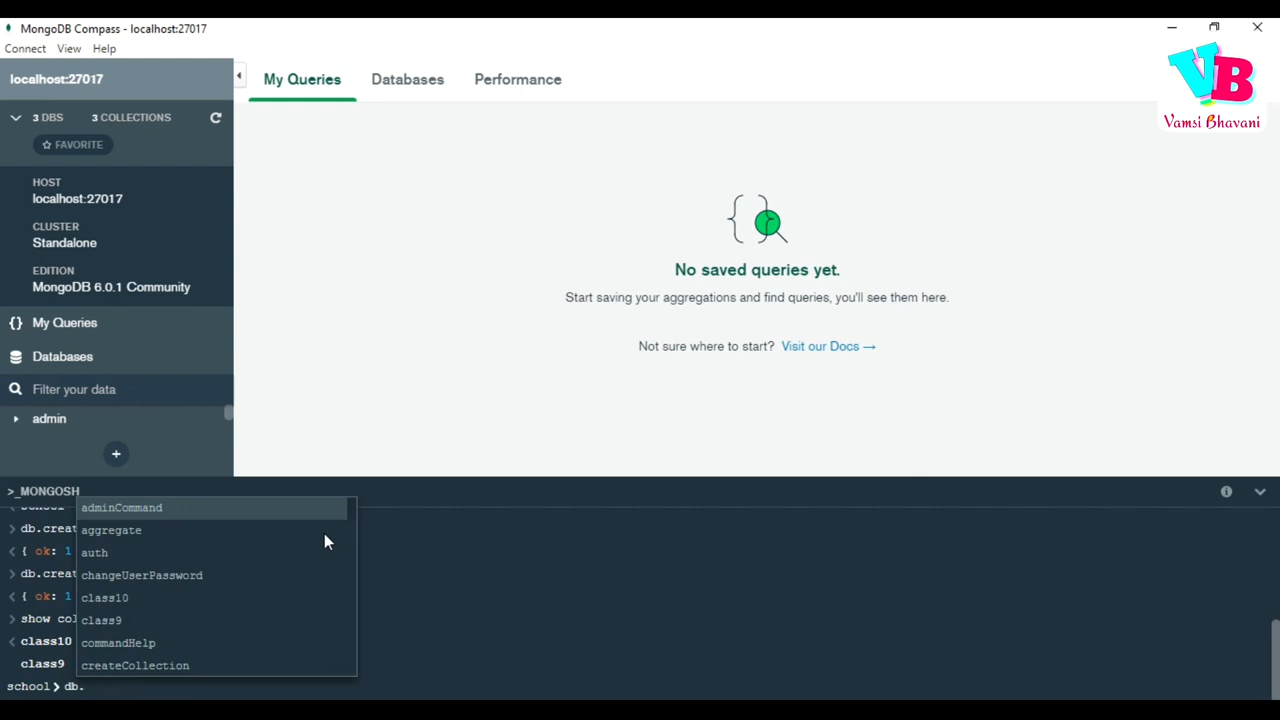 MongoDB Compass - localhost:27017
Connect View Help
localhost:27017
My Queries Databases Performance
VB
Vamsi Bhavani
3 DBS 3 COLLECTIONS
FAVORITE
HOST
localhost:27017
CLUSTER
Standalone
EDITION
MongoDB 6.0.1 Community
{} My Queries
Databases
Filter your data
admin
+
No saved queries yet.
Start saving your aggregations and find queries, you'll see them here.
Not sure where to start? Visit our Docs →
>_MONGOSH
school
> db.creat
< { ok: 1
> db.creat
< { ok: 1
> show col
< class10
class9
school > db.
adminCommand
aggregate
auth
changeUserPassword
class10
class9
commandHelp
createCollection